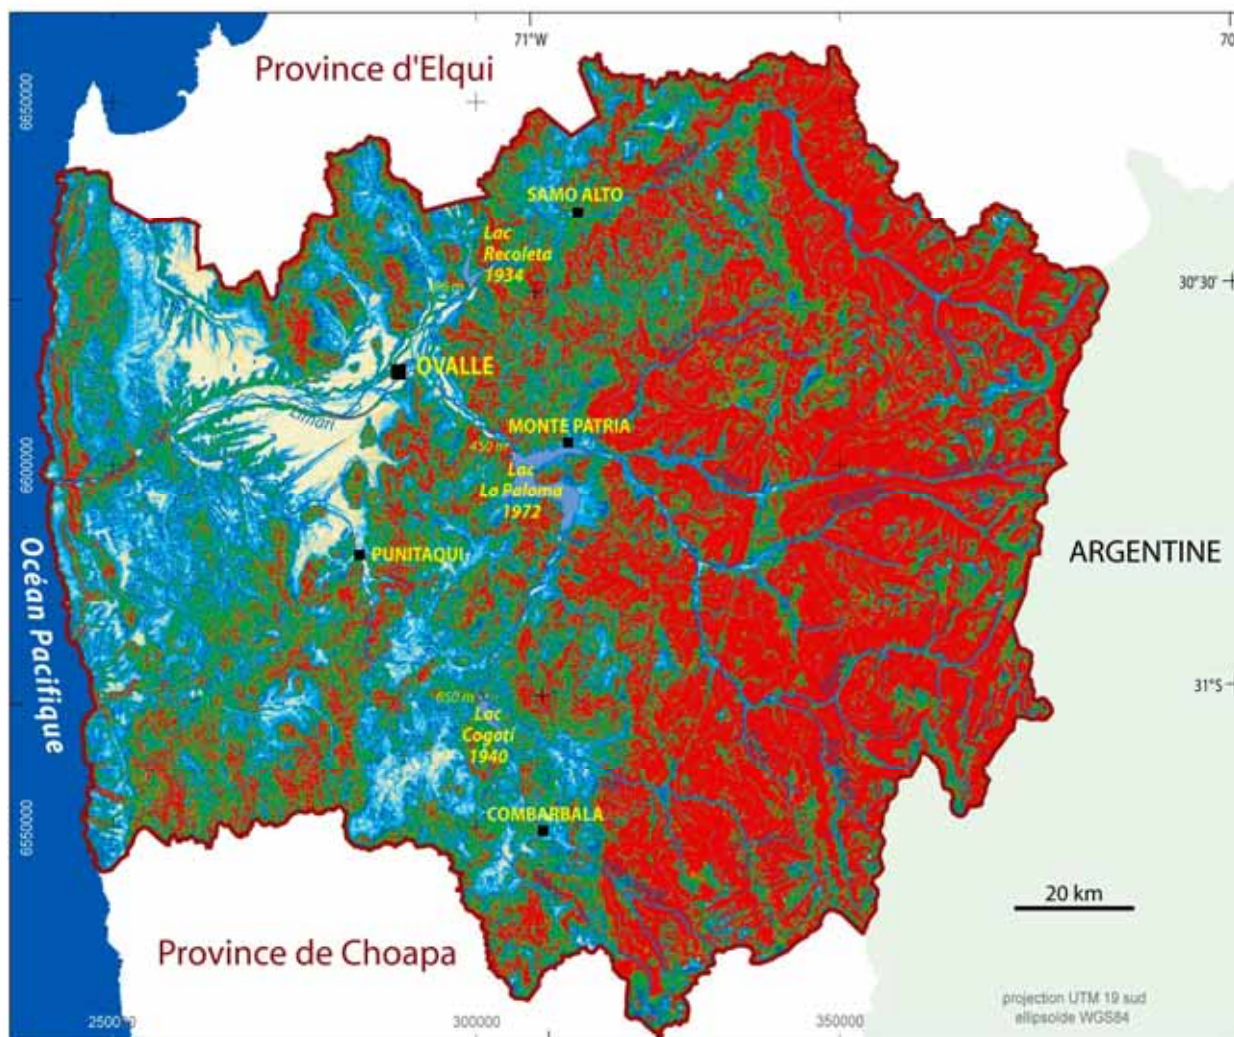 71°W
70
Province d'Elqui
6650000
SAMO ALTO
Lac
Recoleta
1934
30°30'
OVALLE
Limarí
MONTE PATRIA
450 m
Lac
La Paloma
1972
6600000
PUNITAQUI
ARGENTINE
Océan Pacifique
650 m
31°S
Lac
Cogotí
1940
COMBARBALA
6550000
20 km
Province de Choapa
projection UTM 19 sud
ellipsoïde WGS84
250000
300000
350000